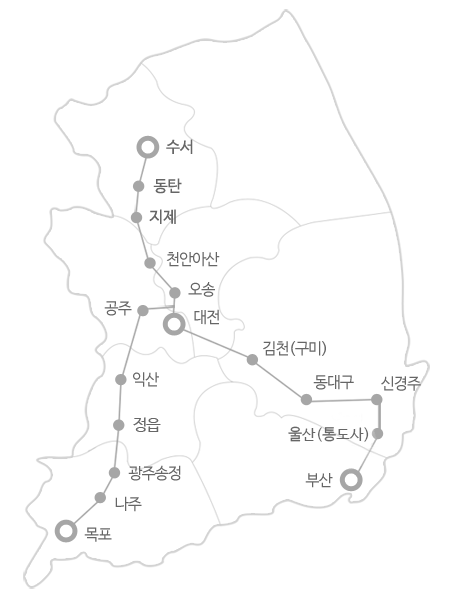 수서
동탄
지제
천안아산
오송
공주
대전
김천(구미)
익산
동대구
신경주
정읍
울산(통도사)
광주송정
부산
나주
목포